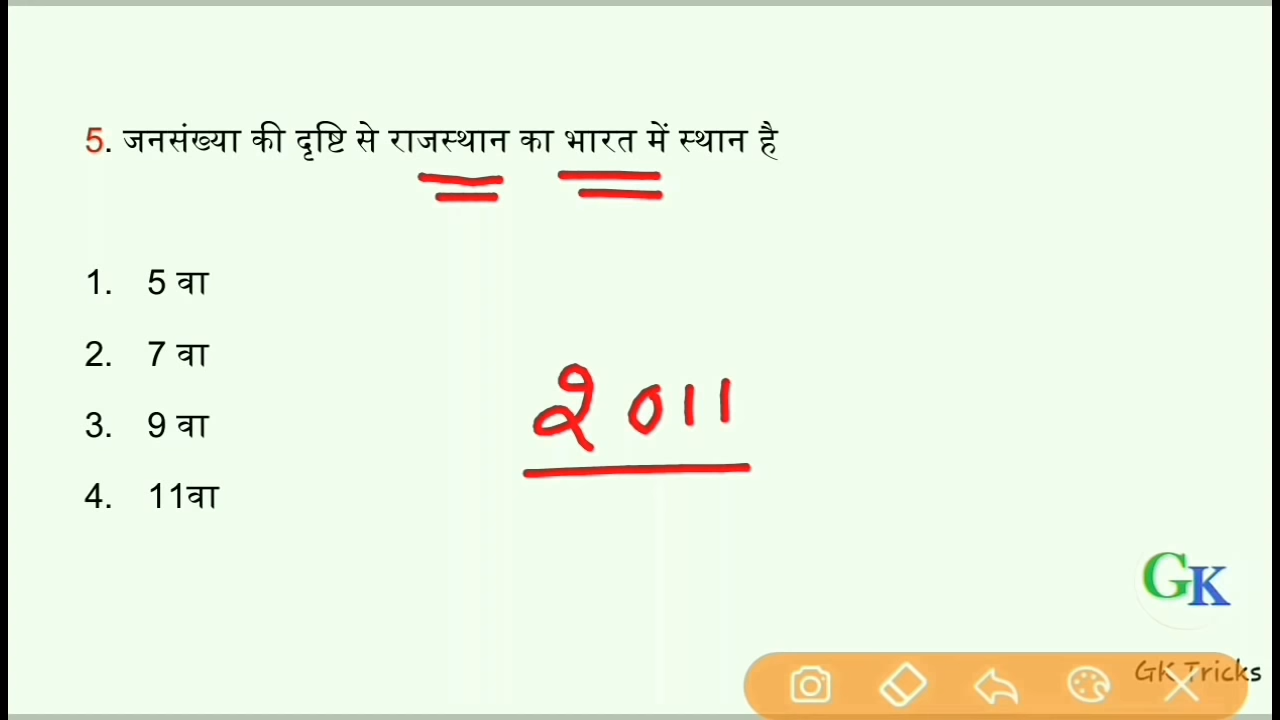 5. जनसंख्या की दृष्टि से राजस्थान का भारत में स्थान है
1. 5 वा
2. 7 वा
3. 9 वा
4. 11वा
2011
GK
GK Tricks